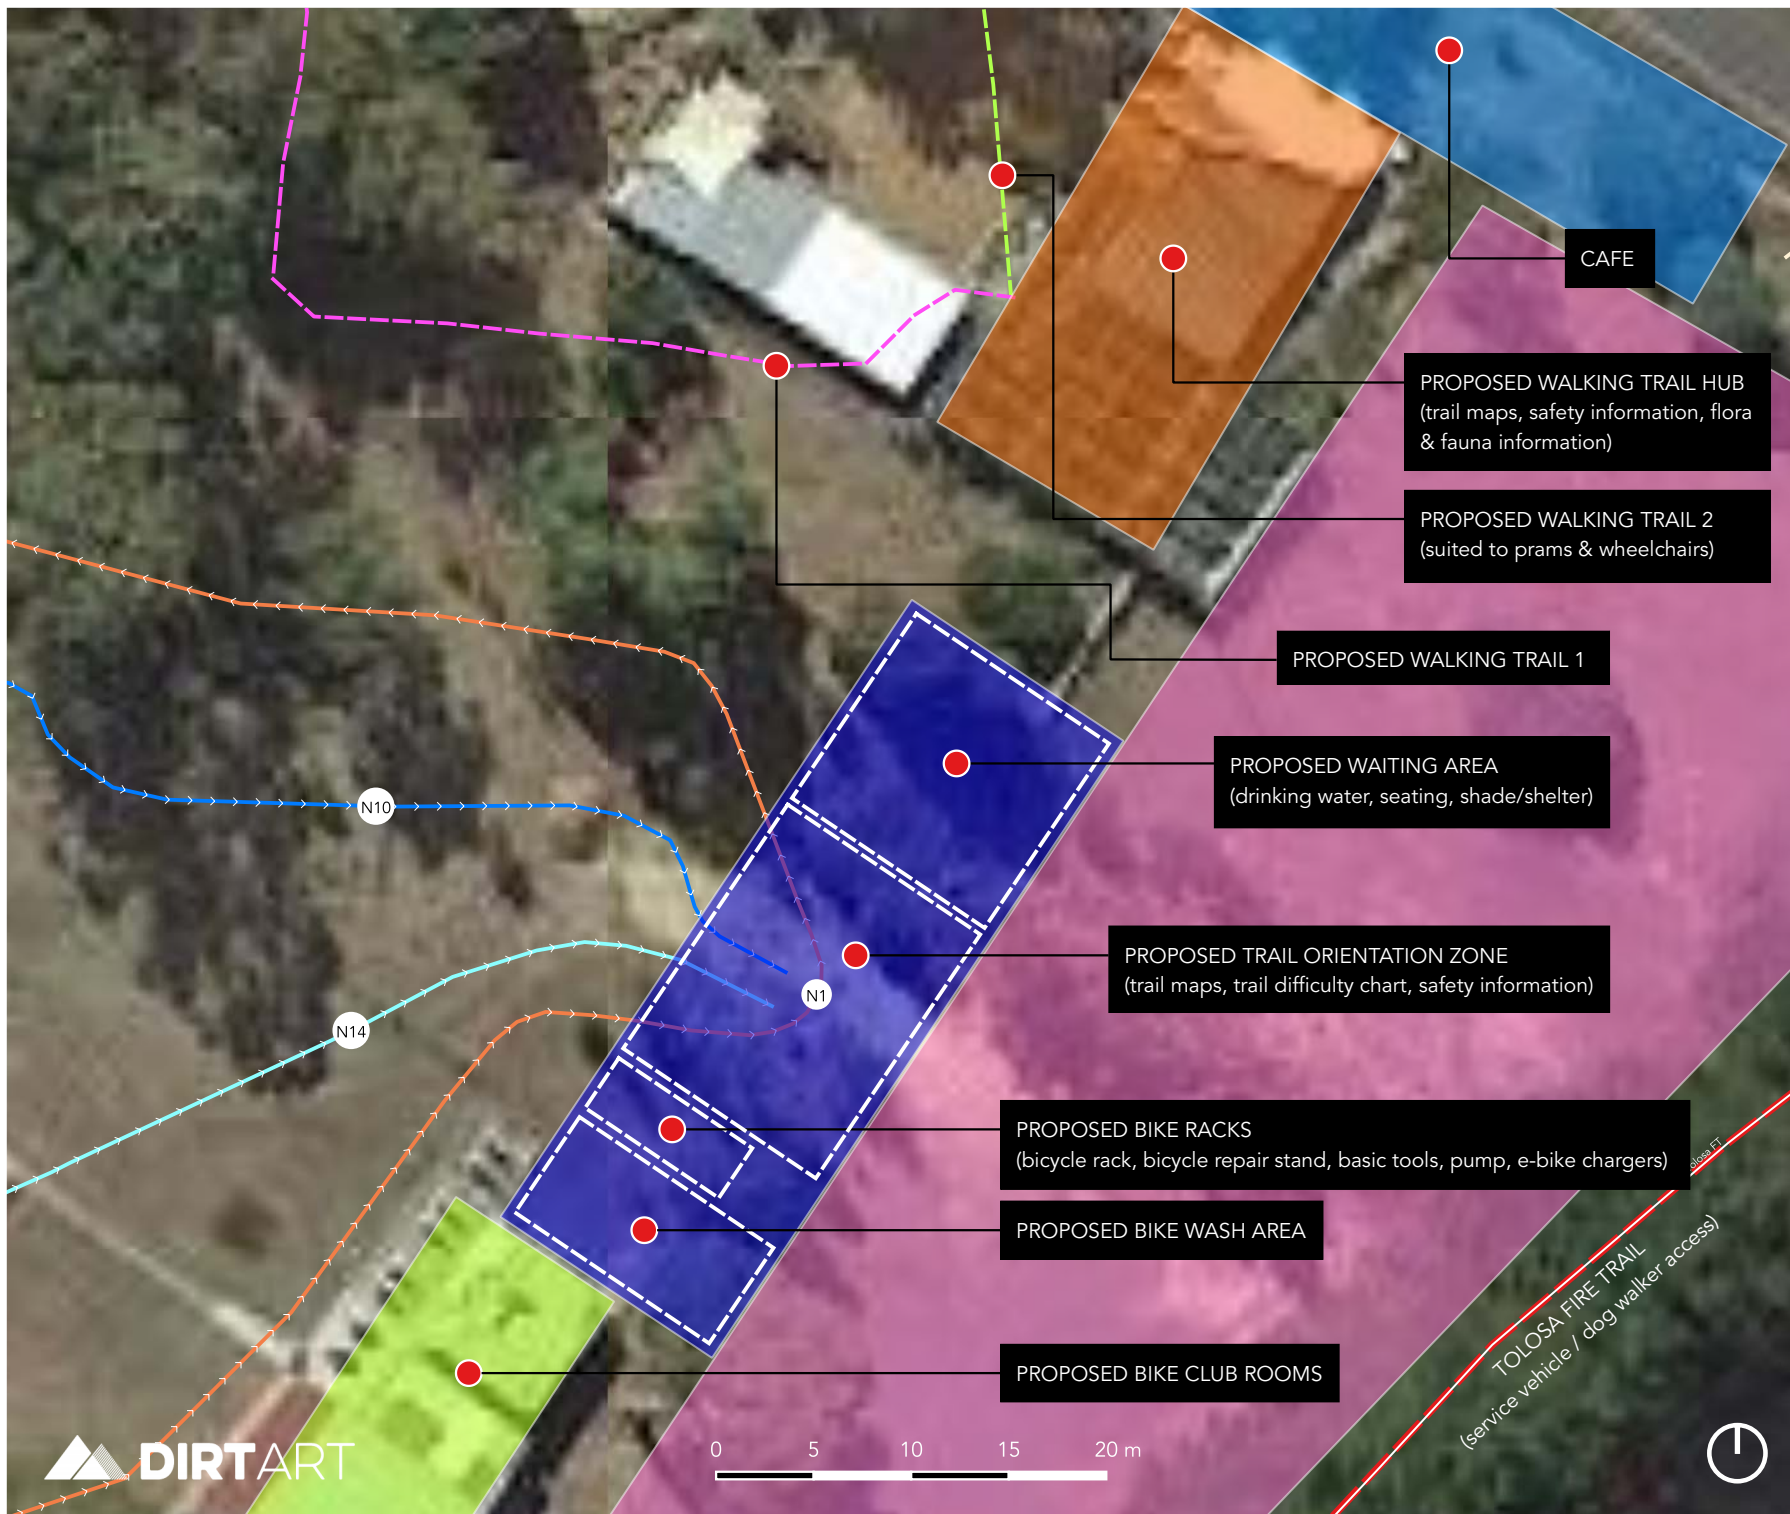 CAFE
PROPOSED WALKING TRAIL HUB
(trail maps, safety information, flora
& fauna information)
PROPOSED WALKING TRAIL 2
(suited to prams & wheelchairs)
PROPOSED WALKING TRAIL 1
PROPOSED WAITING AREA
(drinking water, seating, shade/shelter)
N10
PROPOSED TRAIL ORIENTATION ZONE
(trail maps, trail difficulty chart, safety information)
N1
N14
PROPOSED BIKE RACKS
(bicycle rack, bicycle repair stand, basic tools, pump, e-bike chargers)
olosa FT
PROPOSED BIKE WASH AREA
TOLOSA FIRE TRAIL
(service vehicle / dog walker access)
PROPOSED BIKE CLUB ROOMS
0 5 10 15 20 m
DIRTART